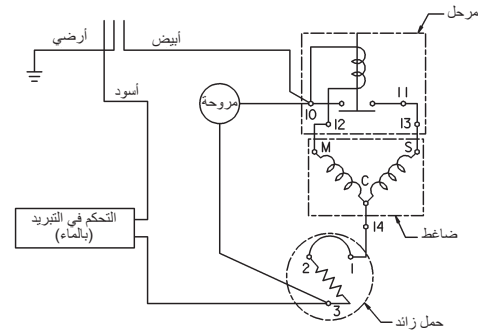 مرحل
أرضي
أبيض
أسود
مروحة
10
11
12
13
M
S
C
التحكم في التبريد
(بالماء)
14
ضاغط
2
1
3
حمل زائد